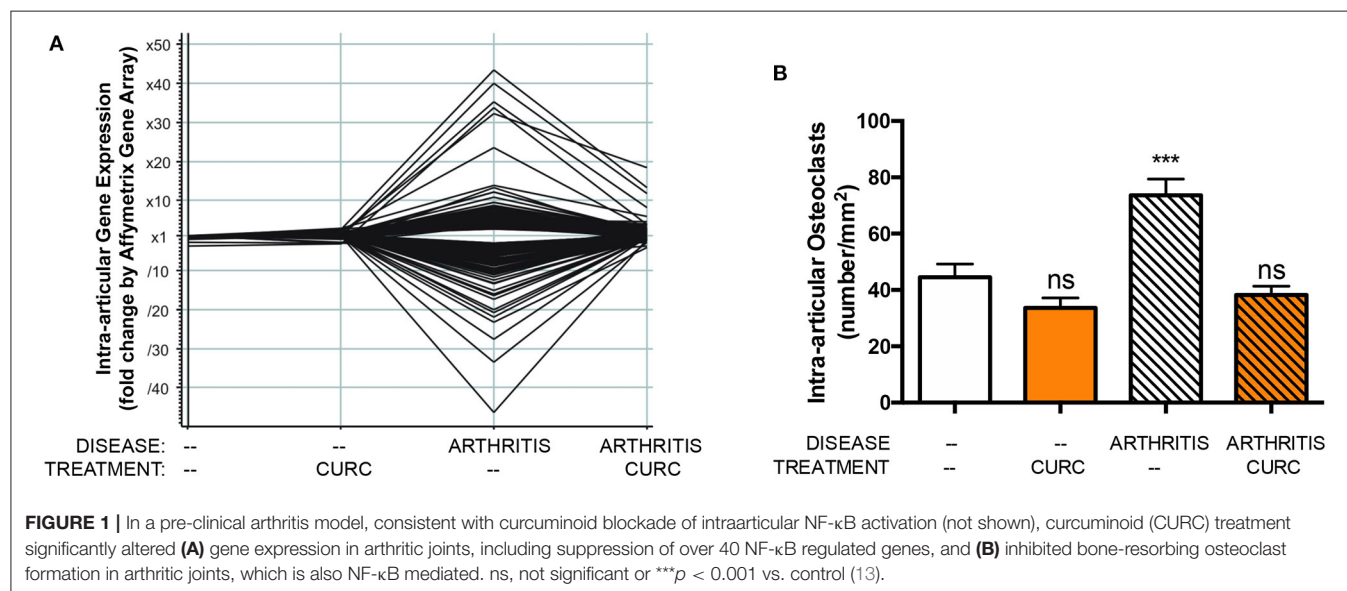 A
Intra-articular Gene Expression
(fold change by Affymetrix Gene Array)
x50
x40
x30
x20
x10
x1
/10
/20
/30
/40
DISEASE: -- -- ARTHRITIS ARTHRITIS
TREATMENT: -- CURC -- CURC
B
Intra-articular Osteoclasts
(number/mm²)
100
80
60
40
20
0
ns
***
ns
DISEASE -- -- ARTHRITIS ARTHRITIS
TREATMENT -- CURC -- CURC
FIGURE 1 | In a pre-clinical arthritis model, consistent with curcuminoid blockade of intraarticular NF-κB activation (not shown), curcuminoid (CURC) treatment
significantly altered (A) gene expression in arthritic joints, including suppression of over 40 NF-κB regulated genes, and (B) inhibited bone-resorbing osteoclast
formation in arthritic joints, which is also NF-κB mediated. ns, not significant or ***p < 0.001 vs. control (13).